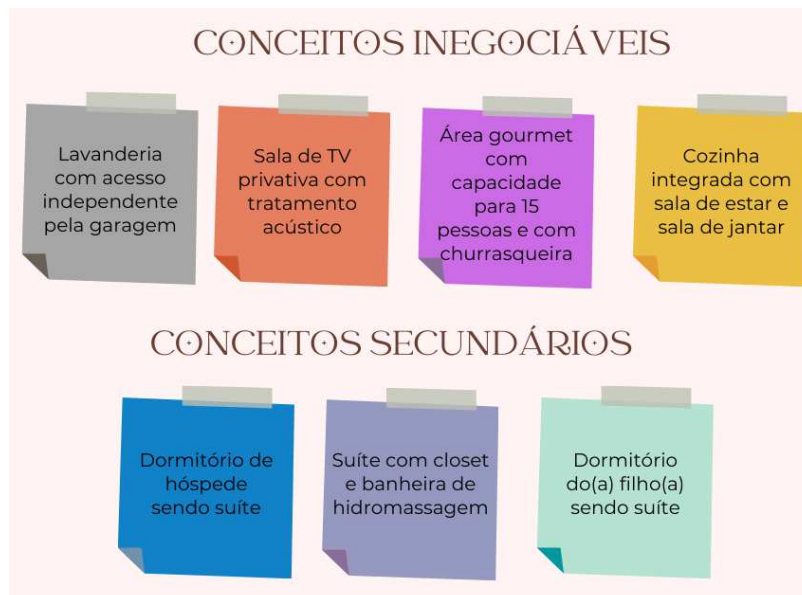 CONCEITOS INEGOCIÁVEIS
Lavanderia
com acesso
independente
pela garagem
Sala de TV
privativa com
tratamento
acústico
Área gourmet
com
capacidade
para 15
pessoas e com
churrasqueira
Cozinha
integrada com
sala de estar e
sala de jantar
CONCEITOS SECUNDÁRIOS
Dormitório de
hóspede
sendo suíte
Suíte com closet
e banheira de
hidromassagem
Dormitório
do(a) filho(a)
sendo suíte